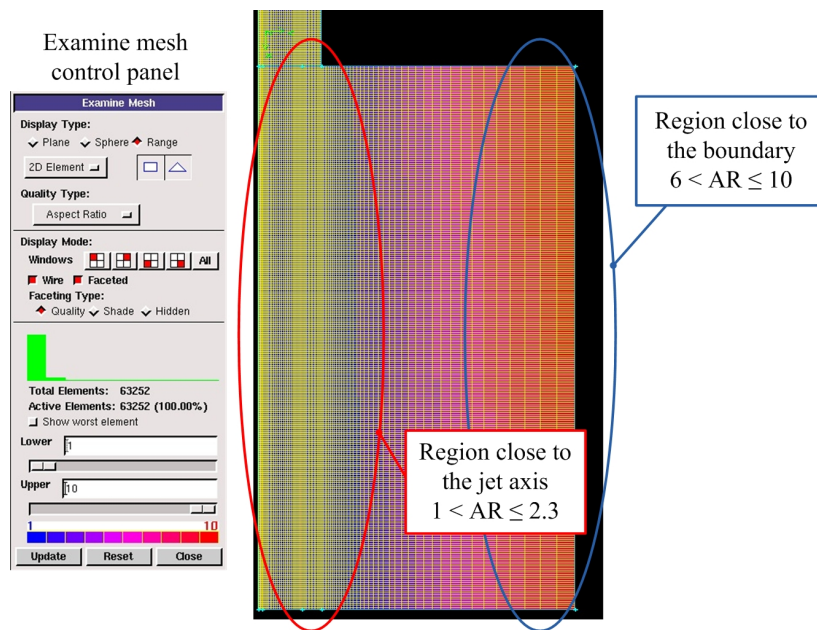 Examine mesh
control panel
Examine Mesh
Display Type:
Plane Sphere Range
2D Element
Quality Type:
Aspect Ratio
Display Mode:
Windows All
Wire Faceted
Faceting Type:
Quality Shade Hidden
Total Elements: 63252
Active Elements: 63252 (100.00%)
Show worst element
Lower 1
Upper 10
1 10
Update Reset Close
Region close to
the boundary
6 < AR ≤ 10
Region close to
the jet axis
1 < AR ≤ 2.3